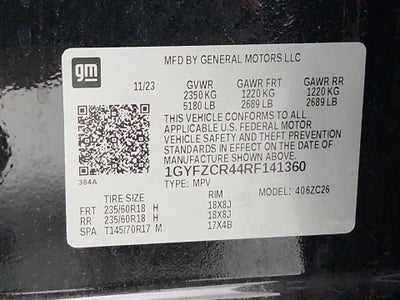 gm
MFD BY GENERAL MOTORS LLC
11/23 GVWR GAWR FRT GAWR RR
2350 KG 1220 KG 1220 KG
5180 LB 2689 LB 2689 LB
THIS VEHICLE CONFORMS TO ALL
APPLICABLE U.S. FEDERAL MOTOR
VEHICLE SAFETY AND THEFT PREVENTION
STANDARDS IN EFFECT ON THE DATE OF
MANUFACTURE SHOWN ABOVE.
1GYFZCR44RF141360
384A TYPE: MPV MODEL: 406ZC26
TIRE SIZE RIM
FRT 235/60R18 H 18X8J
RR 235/60R18 H 18X8J
SPA T145/70R17 M 17X4B